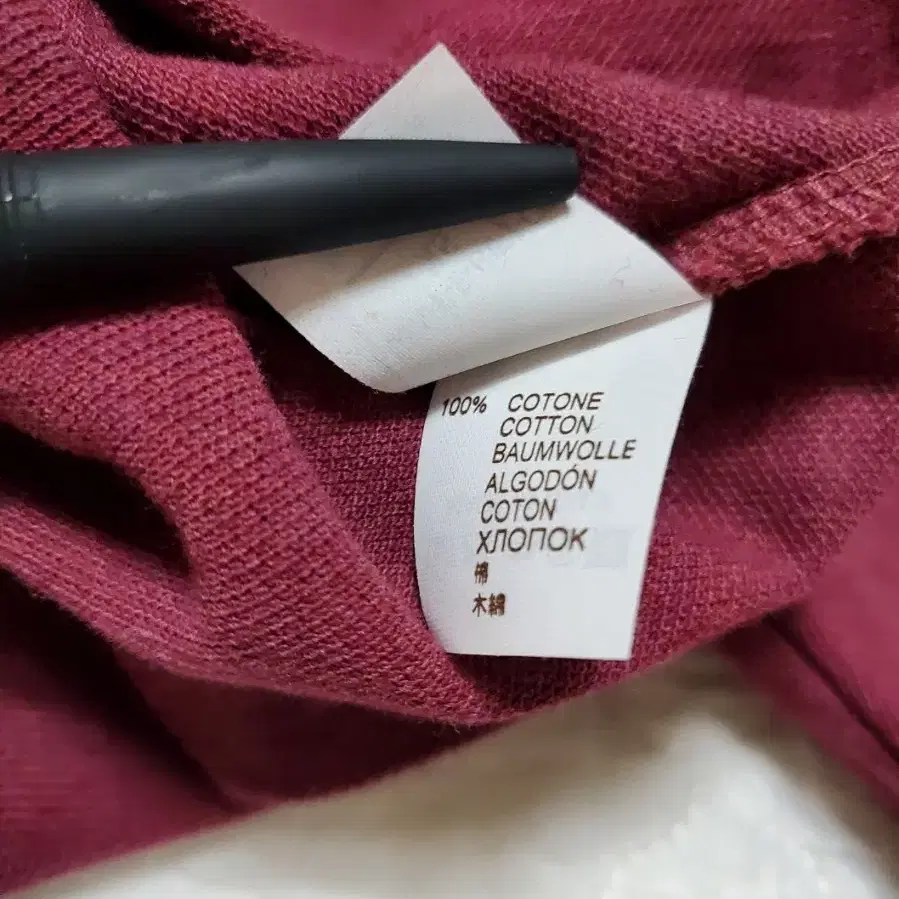 100% COTONE
COTTON
BAUMWOLLE
ALGODÓN
COTON
ХЛОПОК
棉
木綿